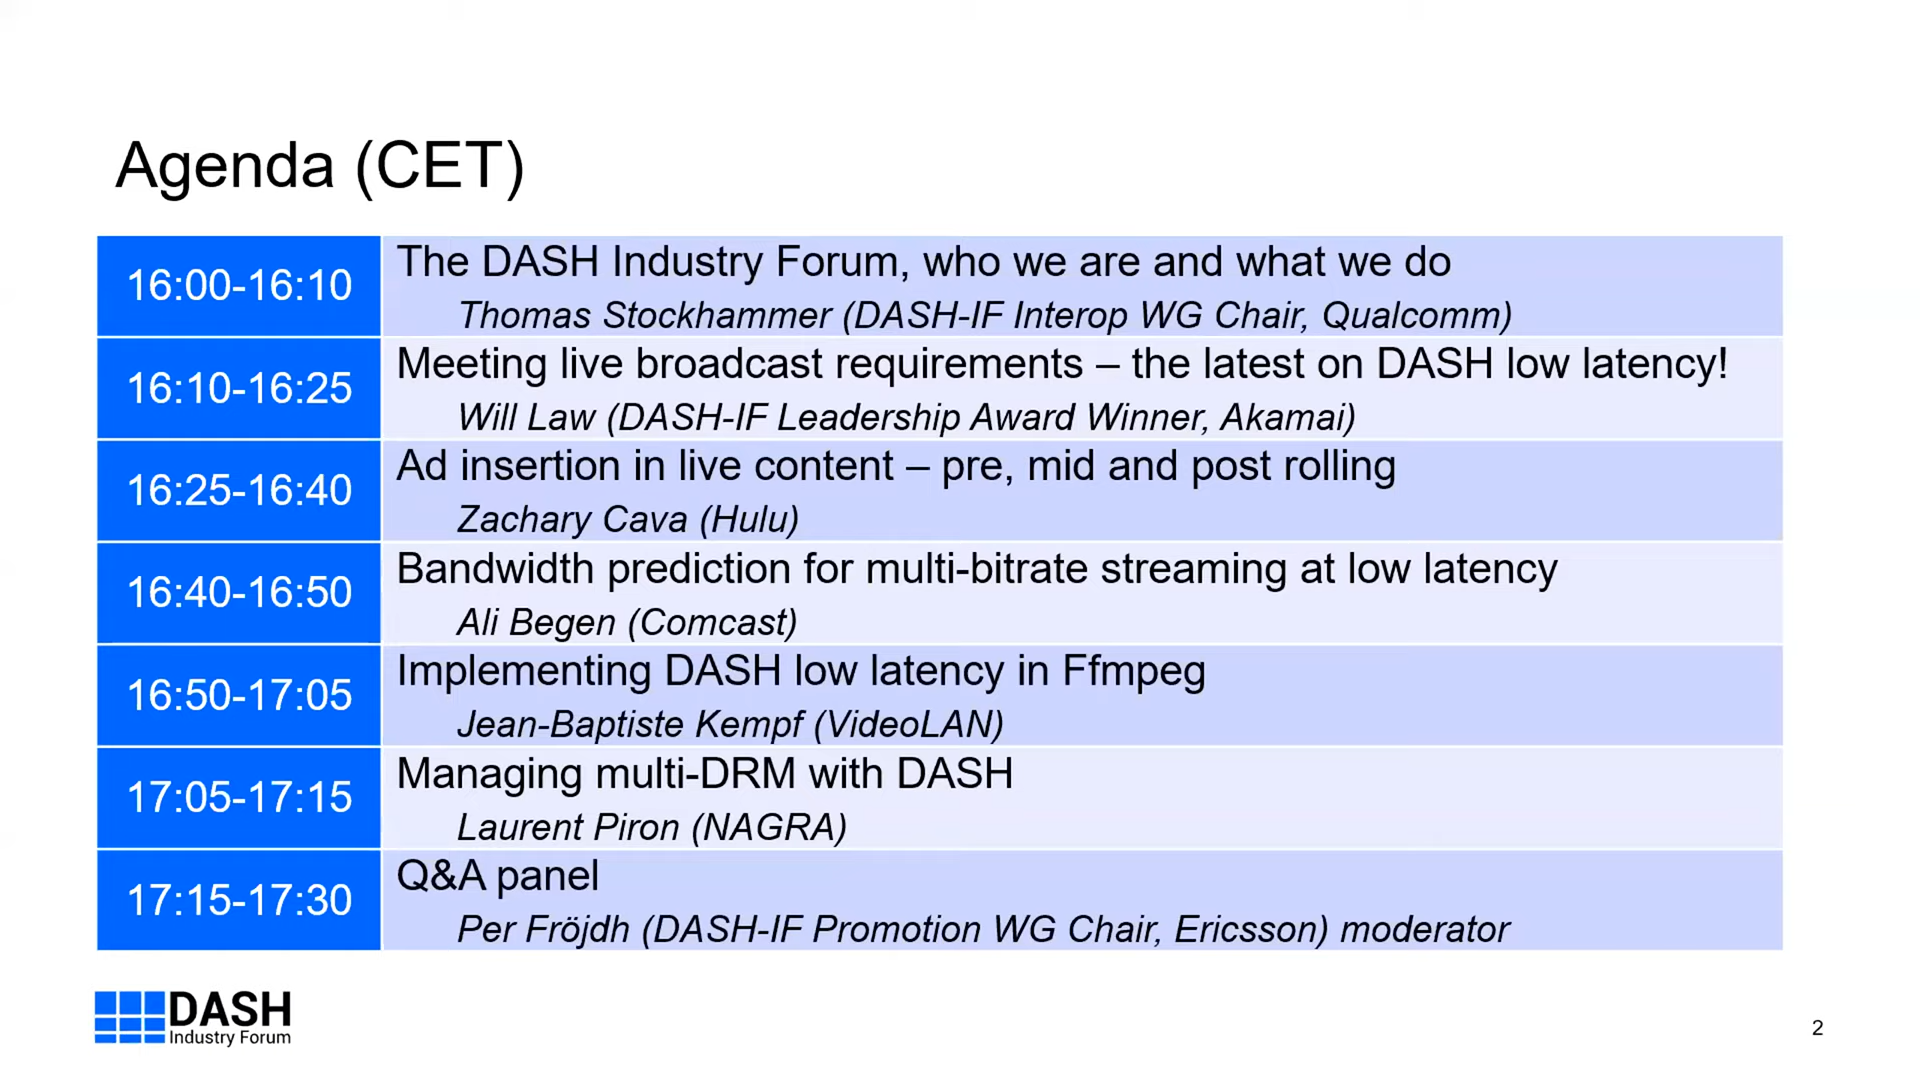 Agenda (CET)
16:00-16:10
The DASH Industry Forum, who we are and what we do
Thomas Stockhammer (DASH-IF Interop WG Chair, Qualcomm)
16:10-16:25
Meeting live broadcast requirements – the latest on DASH low latency!
Will Law (DASH-IF Leadership Award Winner, Akamai)
16:25-16:40
Ad insertion in live content – pre, mid and post rolling
Zachary Cava (Hulu)
16:40-16:50
Bandwidth prediction for multi-bitrate streaming at low latency
Ali Begen (Comcast)
16:50-17:05
Implementing DASH low latency in Ffmpeg
Jean-Baptiste Kempf (VideoLAN)
17:05-17:15
Managing multi-DRM with DASH
Laurent Piron (NAGRA)
17:15-17:30
Q&A panel
Per Fröjdh (DASH-IF Promotion WG Chair, Ericsson) moderator
DASH
Industry Forum
2